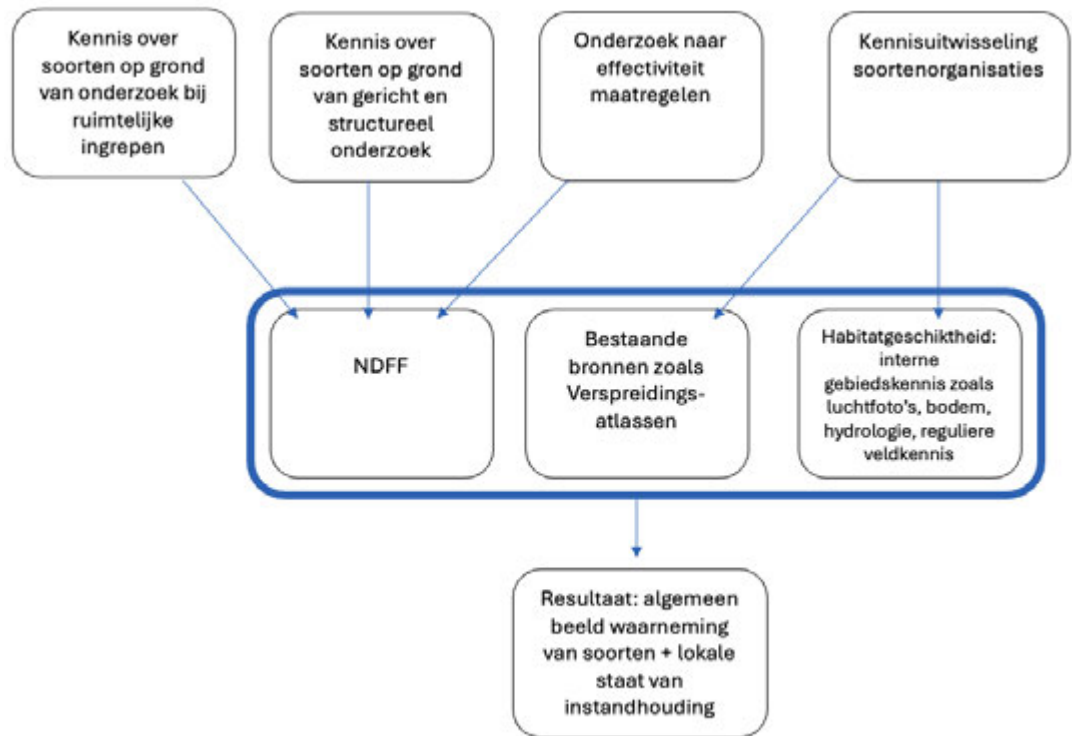 Kennis over
soorten op grond
van onderzoek bij
ruimtelijke
ingrepen
Kennis over
soorten op grond
van gericht en
structureel
onderzoek
Onderzoek naar
effectiviteit
maatregelen
Kennisuitwisseling
soortenorganisaties
NDFF
Bestaande
bronnen zoals
Verspreidings-
atlassen
Habitatgeschiktheid:
interne
gebiedskennis zoals
luchtfoto's, bodem,
hydrologie, reguliere
veldkennis
Resultaat: algemeen
beeld waarneming
van soorten + lokale
staat van
instandhouding